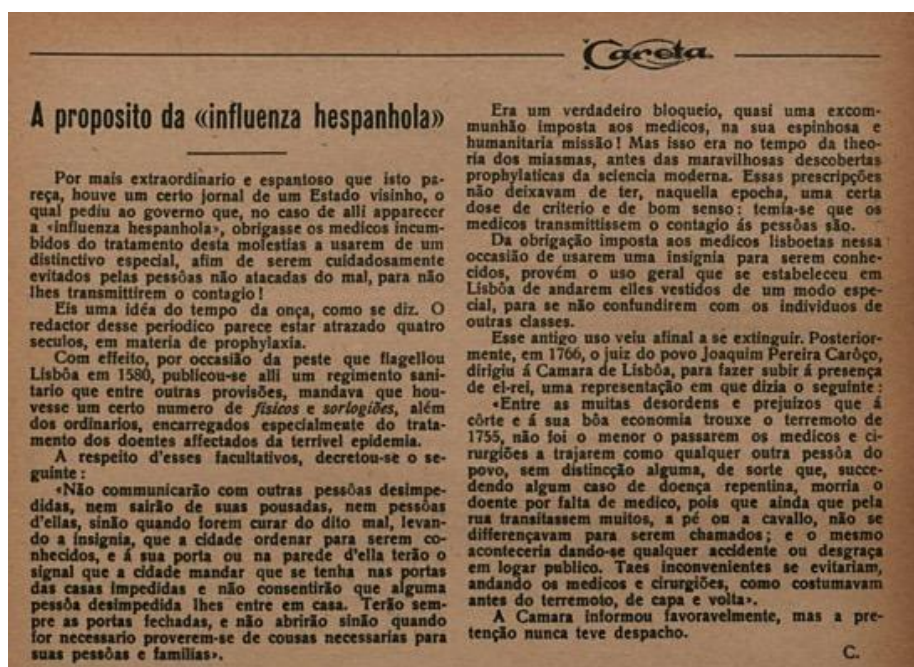 Careta
A proposito da «influenza hespanhola»
Por mais extraordinario e espantoso que isto pa-
reça, houve um certo jornal de um Estado visinho, o
qual pediu ao governo que, no caso de alli apparecer
a «influenza hespanhola», obrigasse os medicos incum-
bidos do tratamento desta molestias a usarem de um
distinctivo especial, afim de serem cuidadosamente
evitados pelas pessôas não atacadas do mal, para não
lhes transmittirem o contagio!
Eis uma idéa do tempo da onça, como se diz. O
redactor desse periodico parece estar atrazado quatro
seculos, em materia de prophylaxia.
Com effeito, por occasião da peste que flagellou
Lisbôa em 1580, publicou-se alli um regimento sani-
tario que entre outras provisões, mandava que hou-
vesse um certo numero de fisicos e sorlogiões, além
dos ordinarios, encarregados especialmente do trata-
mento dos doentes affectados da terrivel epidemia.
A respeito d'esses facultativos, decretou-se o se-
guinte:
«Não communicarão com outras pessôas desimpe-
didas, nem sairão de suas pousadas, nem pessôas
d'ellas, sinão quando forem curar do dito mal, levan-
do a insignia, que a cidade ordenar para serem co-
nhecidos, e á sua porta ou na parede d'ella terão o
signal que a cidade mandar que se tenha nas portas
das casas impedidas e não consentirão que alguma
pessôa desimpedida lhes entre em casa. Terão sem-
pre as portas fechadas, e não abrirão sinão quando
for necessario proverem-se de cousas necessarias para
suas pessôas e familias».
Era um verdadeiro bloqueio, quasi uma excom-
munhão imposta aos medicos, na sua espinhosa e
humanitaria missão! Mas isso era no tempo da theo-
ria dos miasmas, antes das maravilhosas descobertas
prophylaticas da sciencia moderna. Essas prescripções
não deixavam de ter, naquella epocha, uma certa
dose de criterio e de bom senso: temia-se que os
medicos transmittissem o contagio ás pessôas são.
Da obrigação imposta aos medicos lisboetas nessa
occasião de usarem uma insignia para serem conhe-
cidos, provém o uso geral que se estabeleceu em
Lisbôa de andarem elles vestidos de um modo espe-
cial, para se não confundirem com os individuos de
outras classes.
Esse antigo uso veiu afinal a se extinguir. Posterior-
mente, em 1766, o juiz do povo Joaquim Pereira Carôço,
dirigiu á Camara de Lisbôa, para fazer subir á presença
de el-rei, uma representação em que dizia o seguinte:
«Entre as muitas desordens e prejuizos que á
côrte e á sua bôa economia trouxe o terremoto de
1755, não foi o menor o passarem os medicos e ci-
rurgiões a trajarem como qualquer outra pessôa do
povo, sem distincção alguma, de sorte que, succe-
dendo algum caso de doença repentina, morria o
doente por falta de medico, pois que ainda que pela
rua transitassem muitos, a pé ou a cavallo, não se
differençavam para serem chamados; e o mesmo
aconteceria dando-se qualquer accidente ou desgraça
em logar publico. Taes inconvenientes se evitariam,
andando os medicos e cirurgiões, como costumavam
antes do terremoto, de capa e volta».
A Camara informou favoravelmente, mas a pre-
tenção nunca teve despacho.
C.